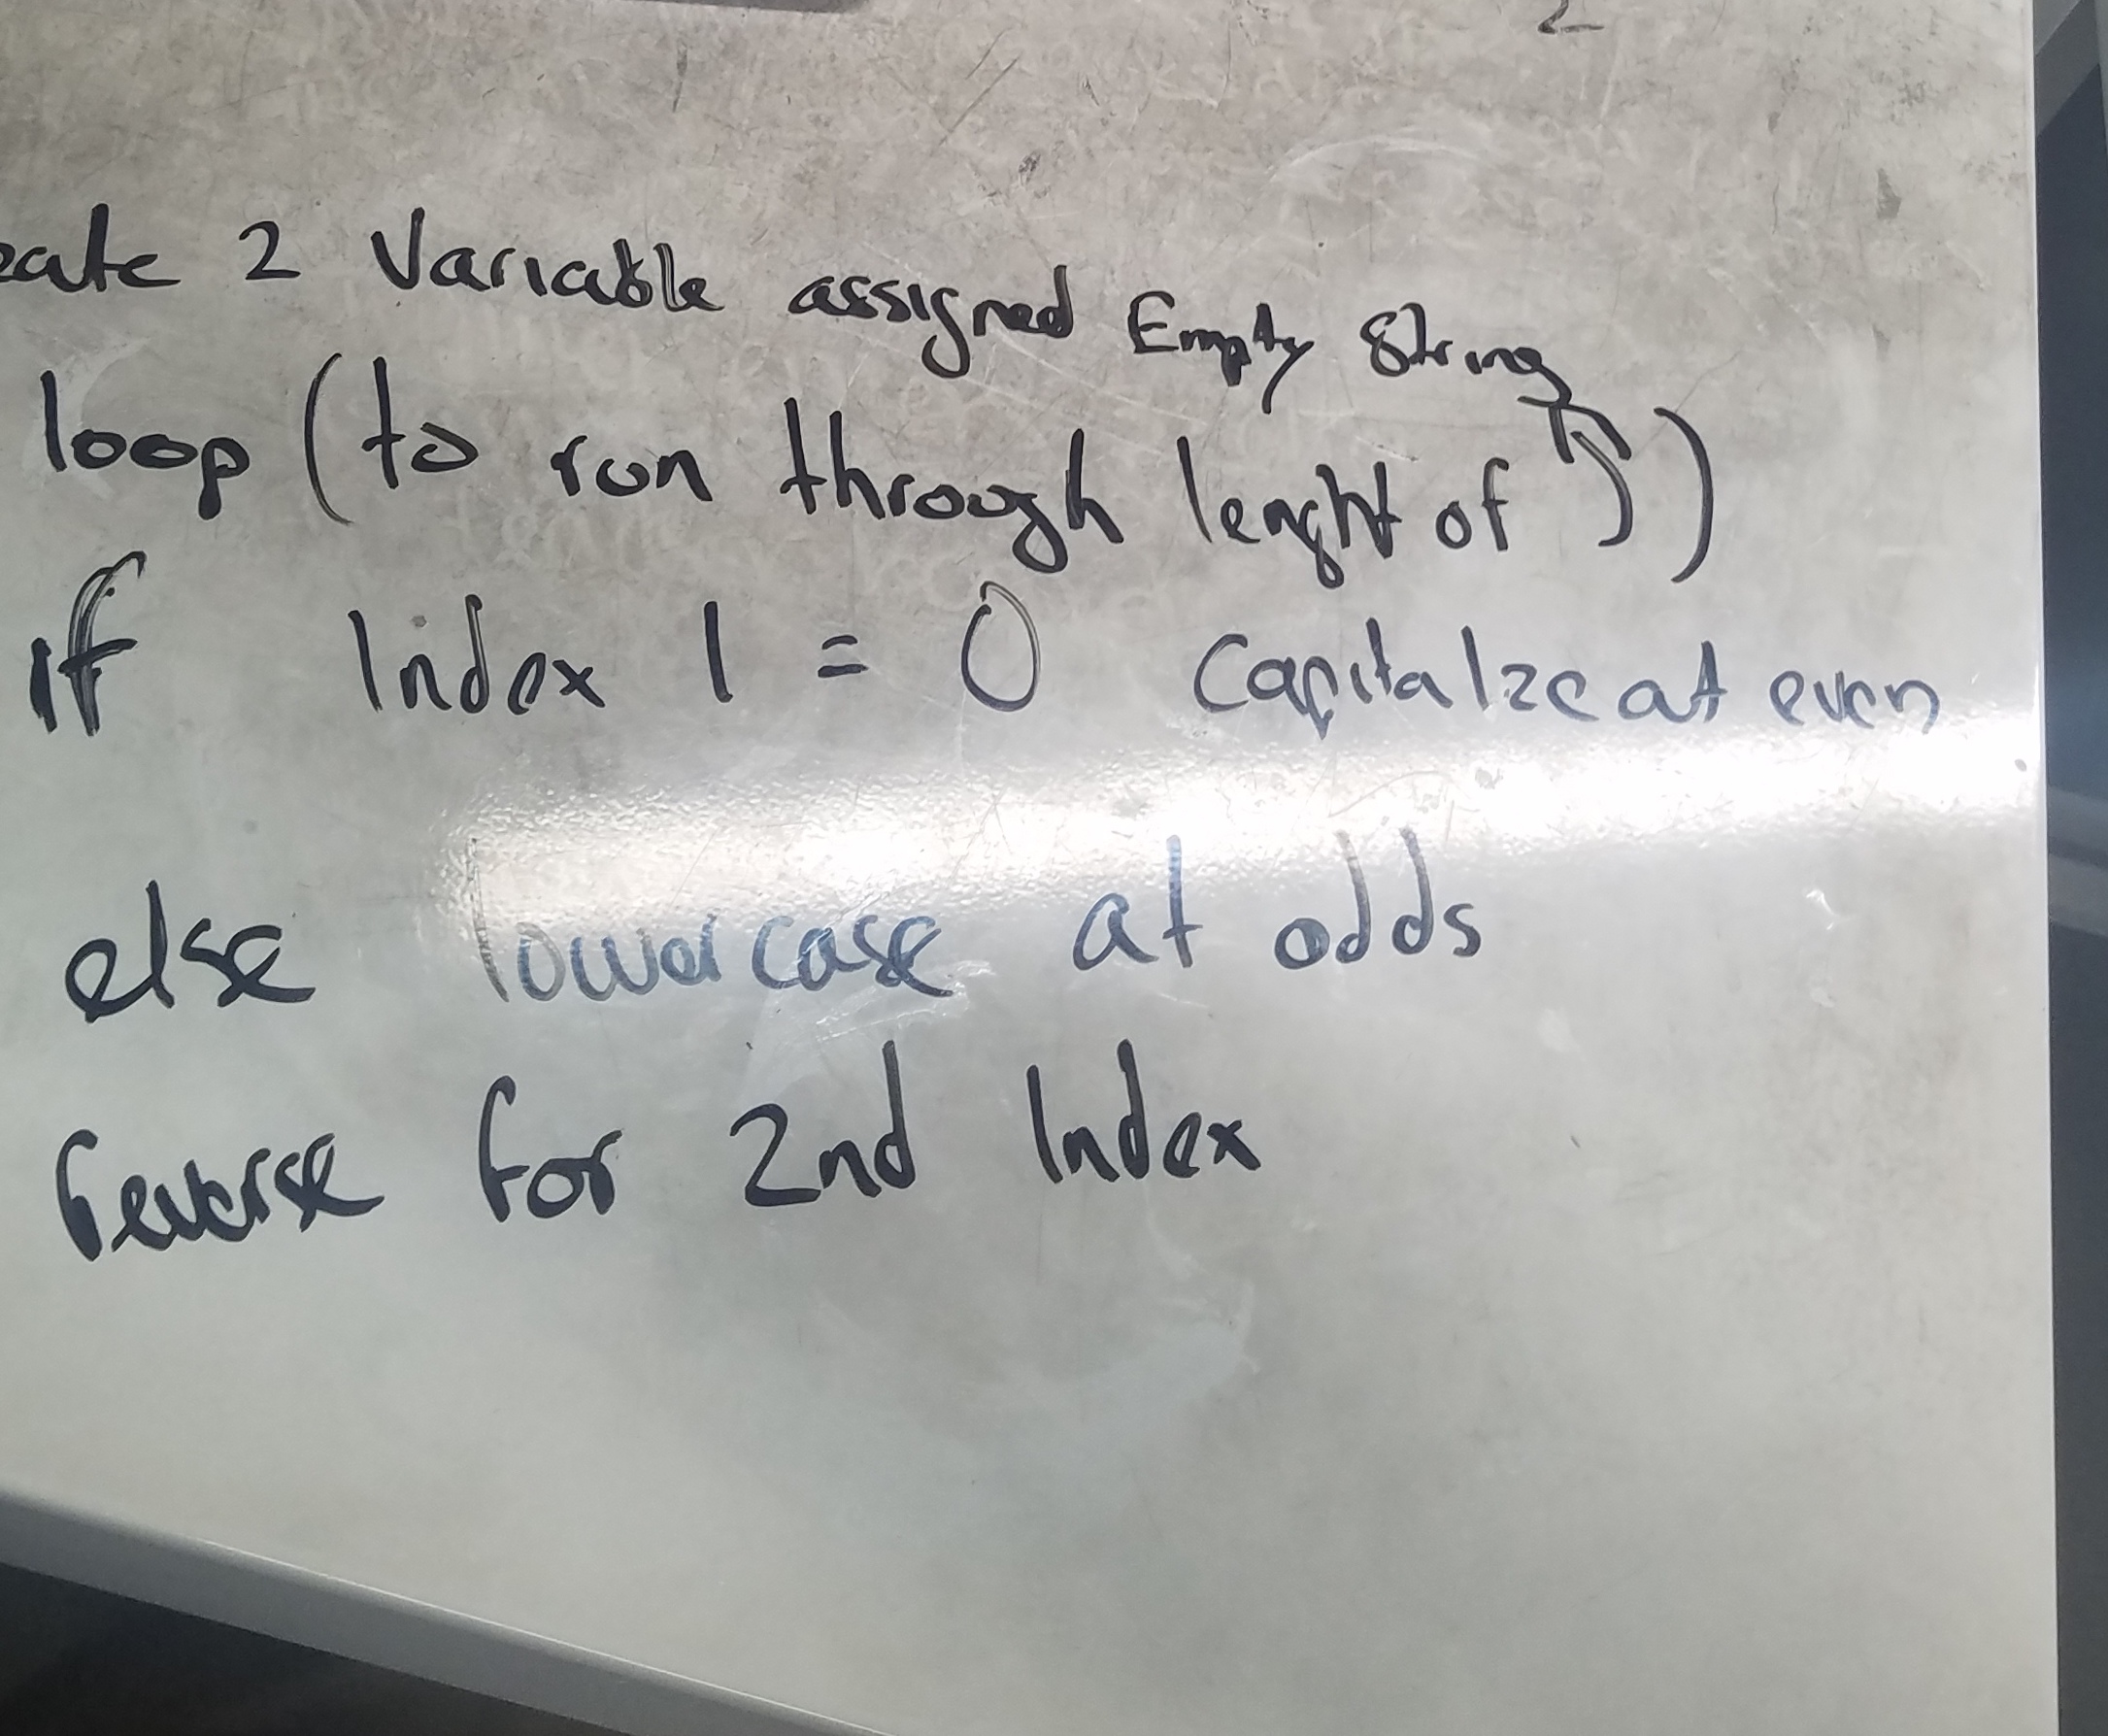 2
eate 2 Variable assigned Empty String
loop (to run through lenght of S)
if Index 1 = 0 Capitalze at even
else lowercase at odds
reverse for 2nd Index